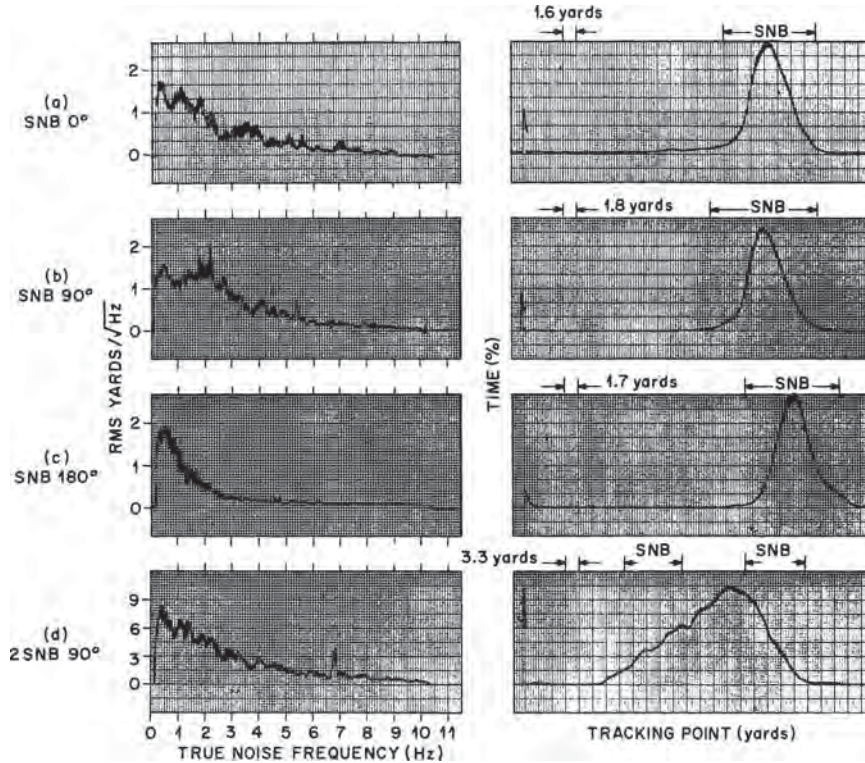 1.6 yards SNB
(a)
SNB 0°
2
1
0
1.8 yards SNB
(b)
SNB 90°
2
1
0
1.7 yards SNB
(c)
SNB 180°
2
1
0
3.3 yards SNB SNB
(d)
2 SNB 90°
9
6
3
0
RMS YARDS/√Hz
TIME (%)
0 1 2 3 4 5 6 7 8 9 10 11
TRUE NOISE FREQUENCY (Hz)
TRACKING POINT (yards)